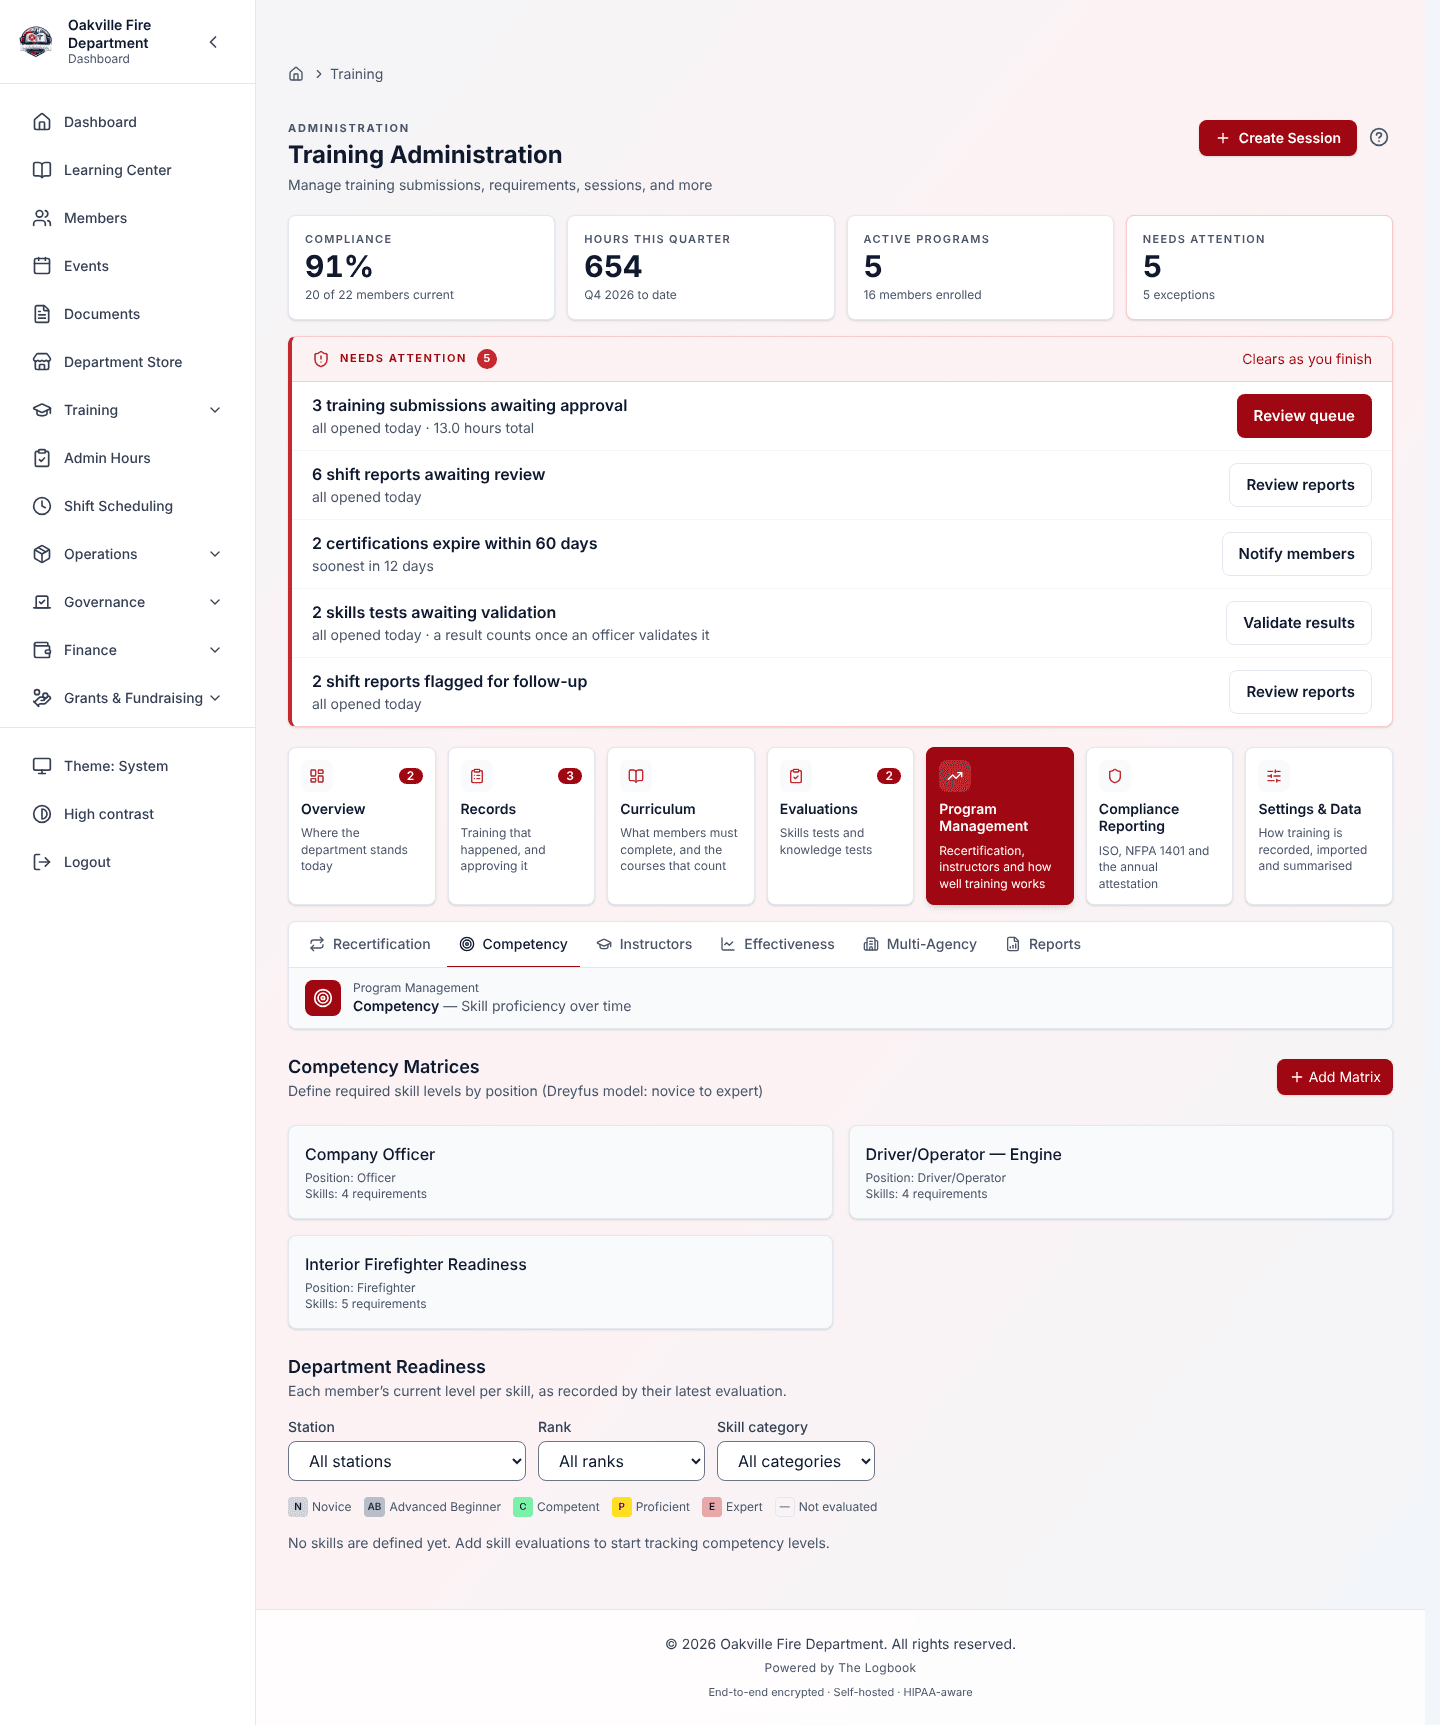 Oakville Fire
Department
Dashboard
Dashboard
Learning Center
Members
Events
Documents
Department Store
Training
Admin Hours
Shift Scheduling
Operations
Governance
Finance
Grants & Fundraising
Theme: System
High contrast
Logout
Training
ADMINISTRATION
Training Administration
Manage training submissions, requirements, sessions, and more
Create Session
COMPLIANCE
91%
20 of 22 members current
HOURS THIS QUARTER
654
Q4 2026 to date
ACTIVE PROGRAMS
5
16 members enrolled
NEEDS ATTENTION
5
5 exceptions
NEEDS ATTENTION 5
Clears as you finish
3 training submissions awaiting approval
all opened today · 13.0 hours total
Review queue
6 shift reports awaiting review
all opened today
Review reports
2 certifications expire within 60 days
soonest in 12 days
Notify members
2 skills tests awaiting validation
all opened today · a result counts once an officer validates it
Validate results
2 shift reports flagged for follow-up
all opened today
Review reports
2
Overview
Where the
department stands
today
3
Records
Training that
happened, and
approving it
Curriculum
What members must
complete, and the
courses that count
2
Evaluations
Skills tests and
knowledge tests
Program
Management
Recertification,
instructors and how
well training works
Compliance
Reporting
ISO, NFPA 1401 and
the annual
attestation
Settings & Data
How training is
recorded, imported
and summarised
Recertification
Competency
Instructors
Effectiveness
Multi-Agency
Reports
Program Management
Competency — Skill proficiency over time
Competency Matrices
Define required skill levels by position (Dreyfus model: novice to expert)
Add Matrix
Company Officer
Position: Officer
Skills: 4 requirements
Driver/Operator — Engine
Position: Driver/Operator
Skills: 4 requirements
Interior Firefighter Readiness
Position: Firefighter
Skills: 5 requirements
Department Readiness
Each member’s current level per skill, as recorded by their latest evaluation.
Station
All stations
Rank
All ranks
Skill category
All categories
N Novice
AB Advanced Beginner
C Competent
P Proficient
E Expert
— Not evaluated
No skills are defined yet. Add skill evaluations to start tracking competency levels.
© 2026 Oakville Fire Department. All rights reserved.
Powered by The Logbook
End-to-end encrypted · Self-hosted · HIPAA-aware